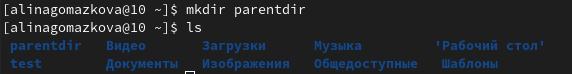 [alinagomazkova@10 ~]$ mkdir parentdir
[alinagomazkova@10 ~]$ ls
parentdir Видео Загрузки Музыка 'Рабочий стол'
test Документы Изображения Общедоступные Шаблоны